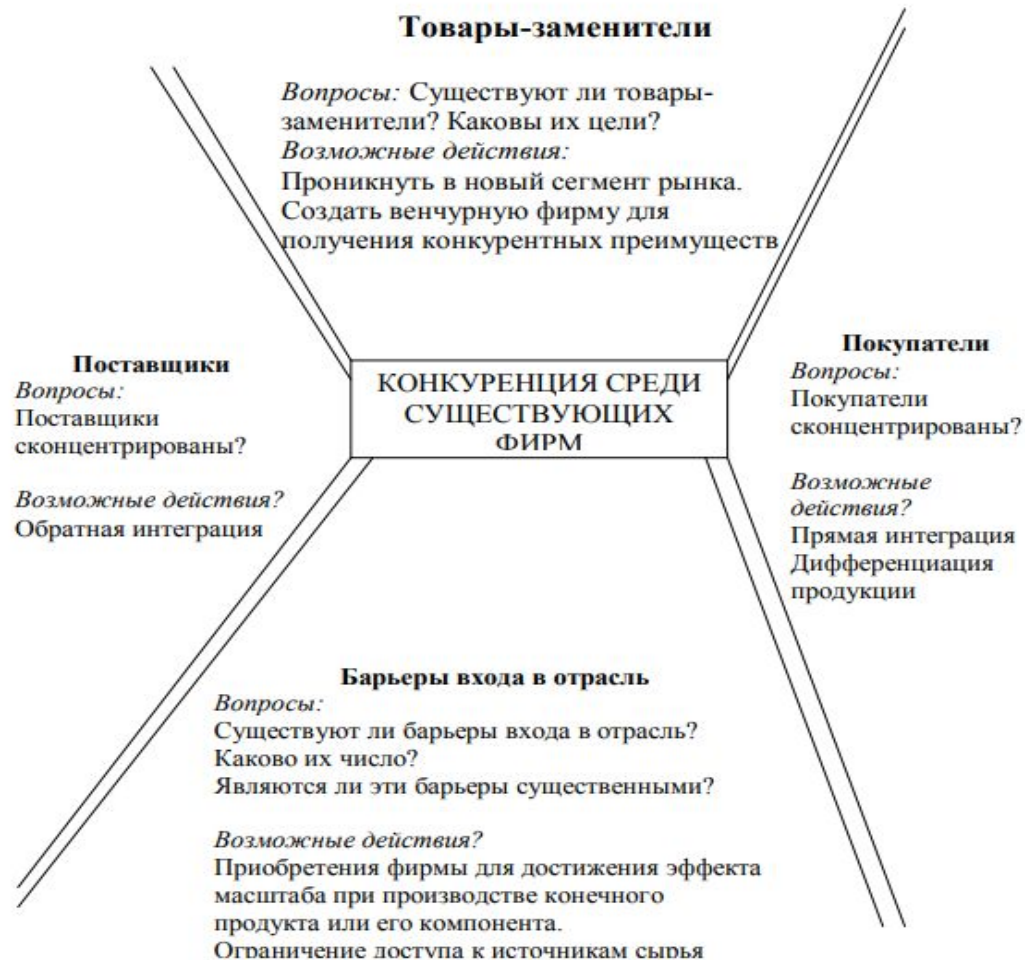 Товары-заменители
Вопросы: Существуют ли товары-
заменители? Каковы их цели?
Возможные действия:
Проникнуть в новый сегмент рынка.
Создать венчурную фирму для
получения конкурентных преимуществ
Поставщики
Вопросы:
Поставщики
сконцентрированы?
Возможные действия?
Обратная интеграция
КОНКУРЕНЦИЯ СРЕДИ
СУЩЕСТВУЮЩИХ
ФИРМ
Покупатели
Вопросы:
Покупатели
сконцентрированы?
Возможные
действия?
Прямая интеграция
Дифференциация
продукции
Барьеры входа в отрасль
Вопросы:
Существуют ли барьеры входа в отрасль?
Каково их число?
Являются ли эти барьеры существенными?
Возможные действия?
Приобретения фирмы для достижения эффекта
масштаба при производстве конечного
продукта или его компонента.
Ограничение доступа к источникам сырья